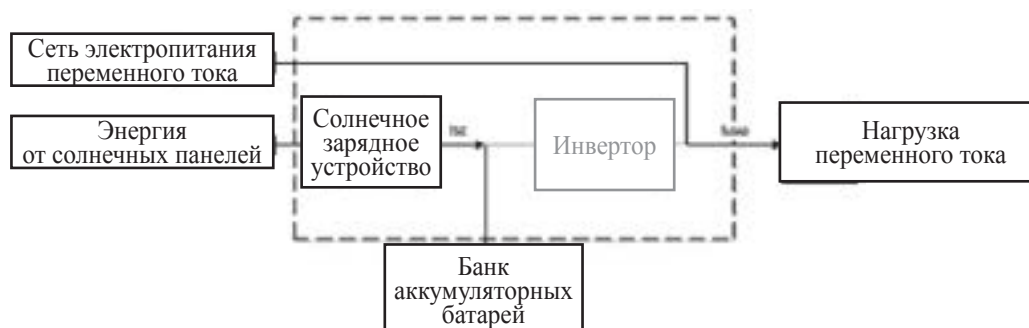 Сеть электропитания
переменного тока
Энергия
от солнечных панелей
Солнечное
зарядное
устройство
Инвертор
Нагрузка
переменного тока
Банк
аккумуляторных
батарей